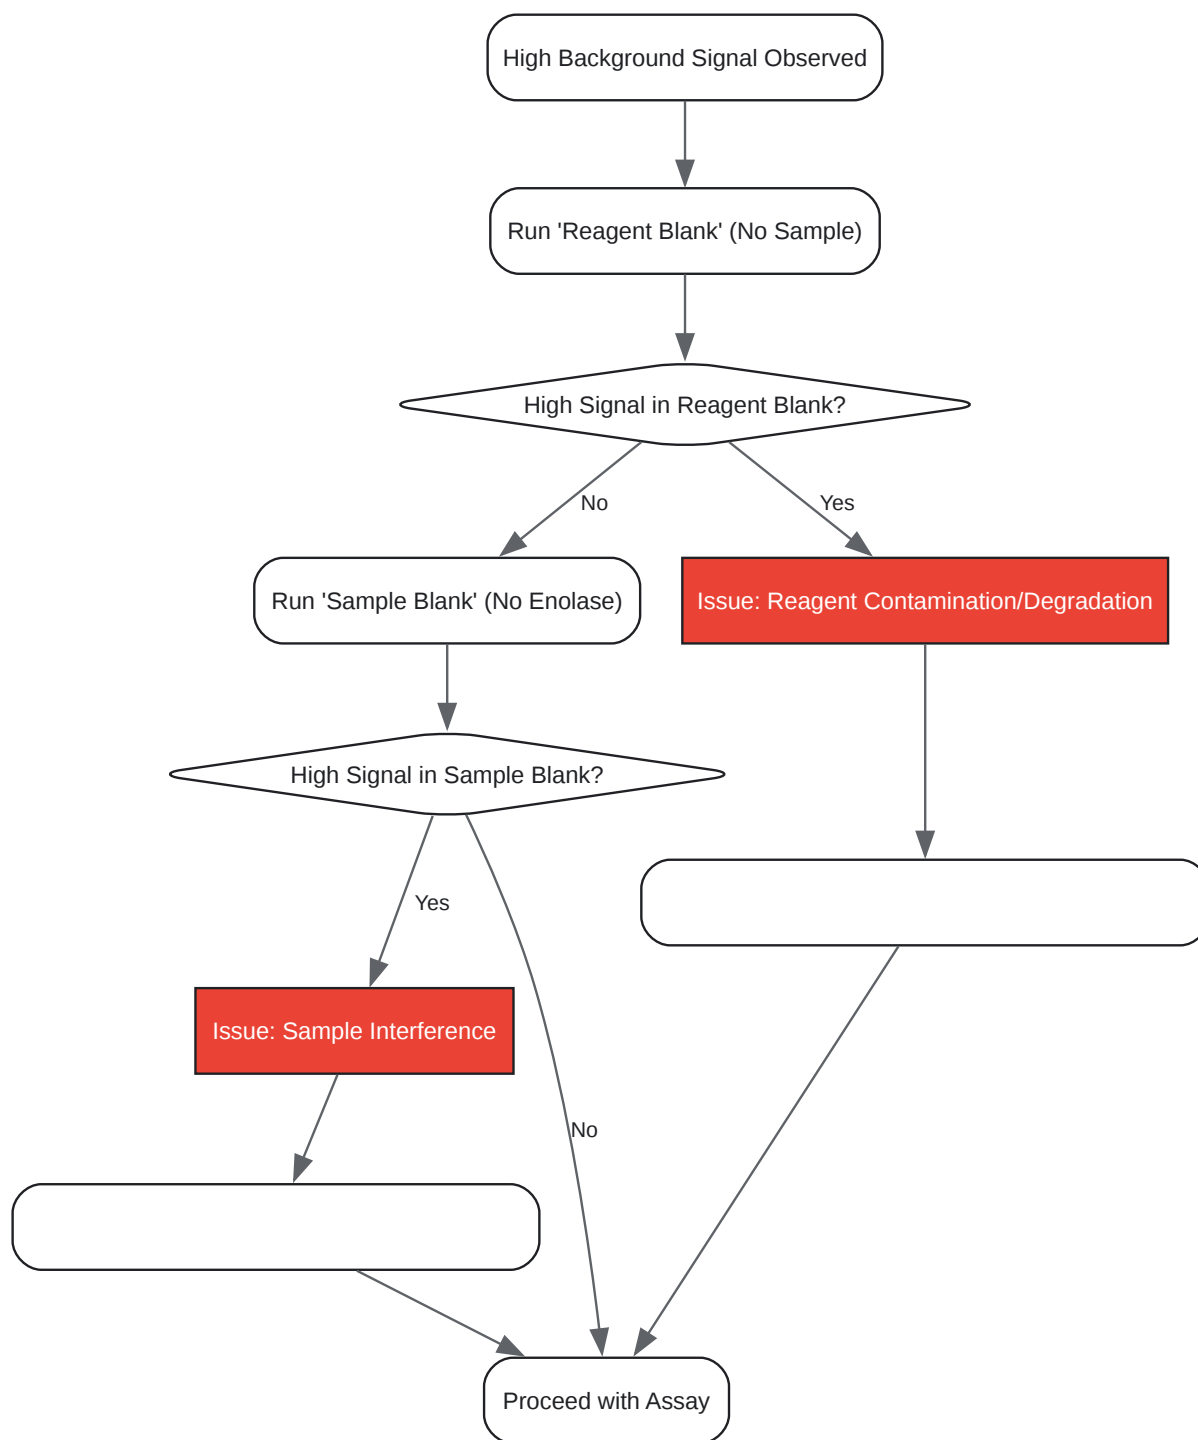 High Background Signal Observed
Run 'Reagent Blank' (No Sample)
High Signal in Reagent Blank?
No
Yes
Run 'Sample Blank' (No Enolase)
Issue: Reagent Contamination/Degradation
High Signal in Sample Blank?
Yes
Issue: Sample Interference
No
Proceed with Assay